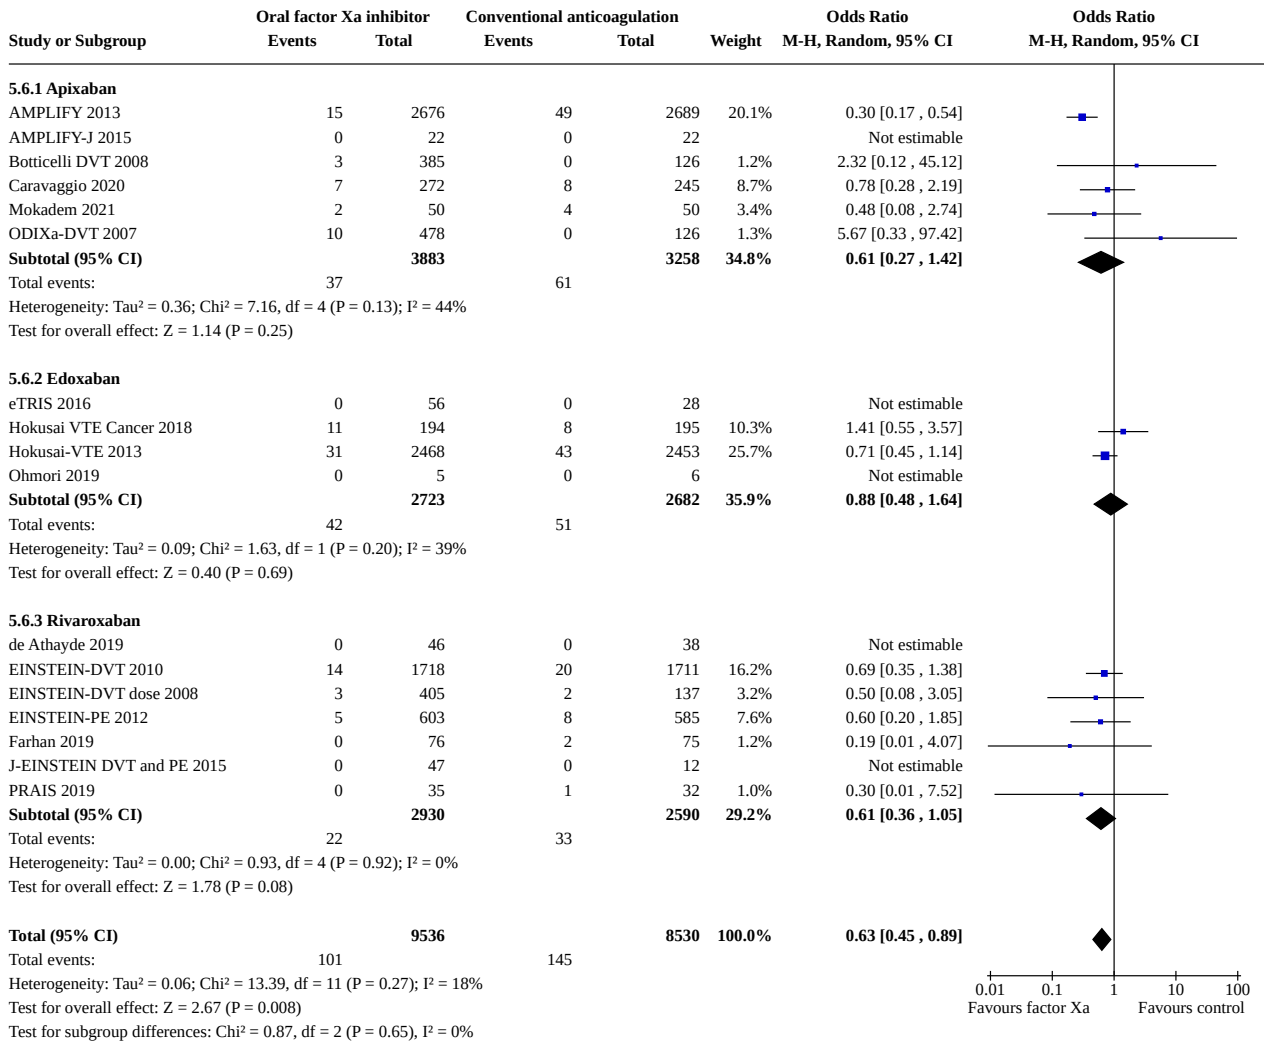 Oral factor Xa inhibitor Conventional anticoagulation Odds Ratio Odds Ratio
Study or Subgroup Events Total Events Total Weight M-H, Random, 95% CI M-H, Random, 95% CI
5.6.1 Apixaban
AMPLIFY 2013 15 2676 49 2689 20.1% 0.30 [0.17 , 0.54]
AMPLIFY-J 2015 0 22 0 22 Not estimable
Botticelli DVT 2008 3 385 0 126 1.2% 2.32 [0.12 , 45.12]
Caravaggio 2020 7 272 8 245 8.7% 0.78 [0.28 , 2.19]
Mokadem 2021 2 50 4 50 3.4% 0.48 [0.08 , 2.74]
ODIXa-DVT 2007 10 478 0 126 1.3% 5.67 [0.33 , 97.42]
Subtotal (95% CI) 3883 3258 34.8% 0.61 [0.27 , 1.42]
Total events: 37 61
Heterogeneity: Tau² = 0.36; Chi² = 7.16, df = 4 (P = 0.13); I² = 44%
Test for overall effect: Z = 1.14 (P = 0.25)
5.6.2 Edoxaban
eTRIS 2016 0 56 0 28 Not estimable
Hokusai VTE Cancer 2018 11 194 8 195 10.3% 1.41 [0.55 , 3.57]
Hokusai-VTE 2013 31 2468 43 2453 25.7% 0.71 [0.45 , 1.14]
Ohmori 2019 0 5 0 6 Not estimable
Subtotal (95% CI) 2723 2682 35.9% 0.88 [0.48 , 1.64]
Total events: 42 51
Heterogeneity: Tau² = 0.09; Chi² = 1.63, df = 1 (P = 0.20); I² = 39%
Test for overall effect: Z = 0.40 (P = 0.69)
5.6.3 Rivaroxaban
de Athayde 2019 0 46 0 38 Not estimable
EINSTEIN-DVT 2010 14 1718 20 1711 16.2% 0.69 [0.35 , 1.38]
EINSTEIN-DVT dose 2008 3 405 2 137 3.2% 0.50 [0.08 , 3.05]
EINSTEIN-PE 2012 5 603 8 585 7.6% 0.60 [0.20 , 1.85]
Farhan 2019 0 76 2 75 1.2% 0.19 [0.01 , 4.07]
J-EINSTEIN DVT and PE 2015 0 47 0 12 Not estimable
PRAIS 2019 0 35 1 32 1.0% 0.30 [0.01 , 7.52]
Subtotal (95% CI) 2930 2590 29.2% 0.61 [0.36 , 1.05]
Total events: 22 33
Heterogeneity: Tau² = 0.00; Chi² = 0.93, df = 4 (P = 0.92); I² = 0%
Test for overall effect: Z = 1.78 (P = 0.08)
Total (95% CI) 9536 8530 100.0% 0.63 [0.45 , 0.89]
Total events: 101 145
Heterogeneity: Tau² = 0.06; Chi² = 13.39, df = 11 (P = 0.27); I² = 18%
Test for overall effect: Z = 2.67 (P = 0.008)
Test for subgroup differences: Chi² = 0.87, df = 2 (P = 0.65), I² = 0%
0.01 0.1 1 10 100
Favours factor Xa Favours control